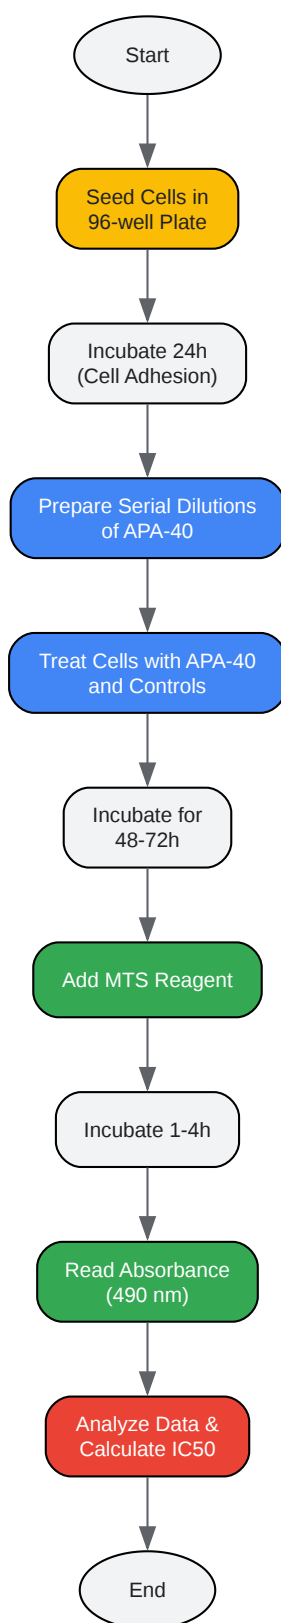 Start
Seed Cells in
96-well Plate
Incubate 24h
(Cell Adhesion)
Prepare Serial Dilutions
of APA-40
Treat Cells with APA-40
and Controls
Incubate for
48-72h
Add MTS Reagent
Incubate 1-4h
Read Absorbance
(490 nm)
Analyze Data &
Calculate IC50
End